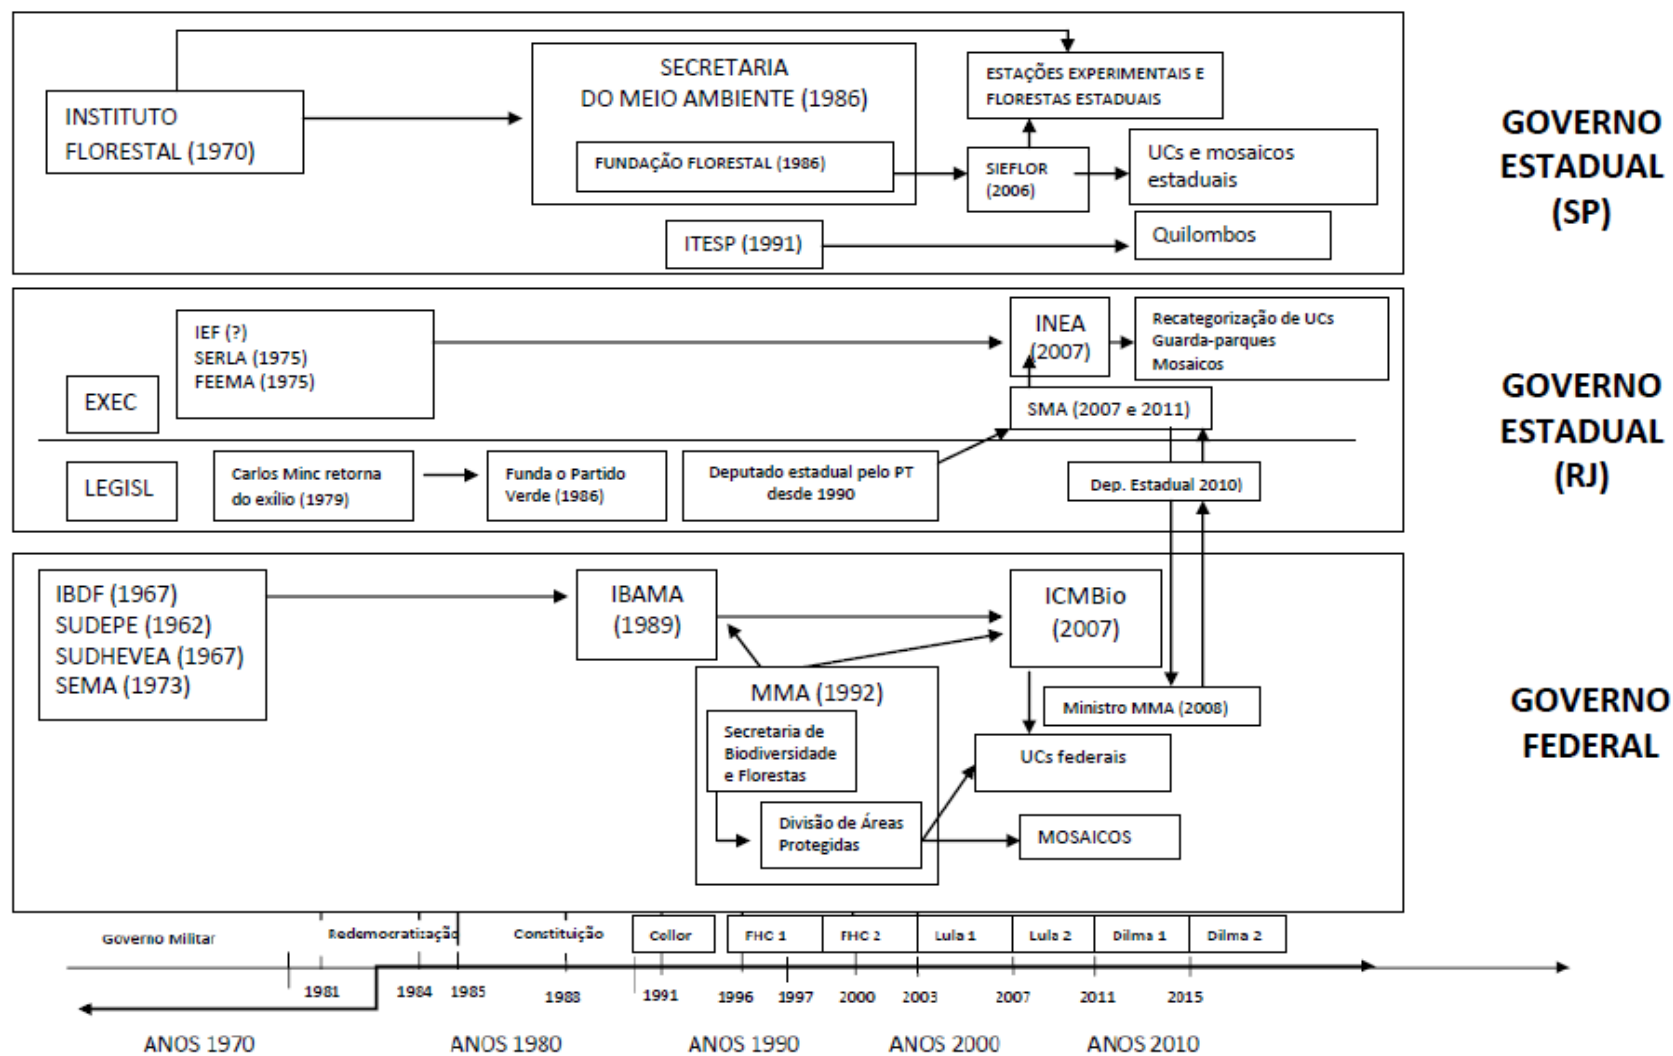 INSTITUTO
FLORESTAL (1970)
SECRETARIA
DO MEIO AMBIENTE (1986)
FUNDAÇÃO FLORESTAL (1986)
ESTAÇÕES EXPERIMENTAIS E
FLORESTAS ESTADUAIS
SIEFLOR
(2006)
UCs e mosaicos
estaduais
ITESP (1991)
Quilombos
GOVERNO
ESTADUAL
(SP)
EXEC
IEF (?)
SERLA (1975)
FEEMA (1975)
INEA
(2007)
Recategorização de UCs
Guarda-parques
Mosaicos
SMA (2007 e 2011)
LEGISL
Carlos Minc retorna
do exílio (1979)
Funda o Partido
Verde (1986)
Deputado estadual pelo PT
desde 1990
Dep. Estadual 2010)
GOVERNO
ESTADUAL
(RJ)
IBDF (1967)
SUDEPE (1962)
SUDHEVEA (1967)
SEMA (1973)
IBAMA
(1989)
ICMBio
(2007)
MMA (1992)
Secretaria de
Biodiversidade
e Florestas
Divisão de Áreas
Protegidas
Ministro MMA (2008)
UCs federais
MOSAICOS
GOVERNO
FEDERAL
Governo Militar
Redemocratização
Constituição
Collor
FHC 1
FHC 2
Lula 1
Lula 2
Dilma 1
Dilma 2
1981
1984
1985
1988
1991
1996
1997
2000
2003
2007
2011
2015
ANOS 1970
ANOS 1980
ANOS 1990
ANOS 2000
ANOS 2010